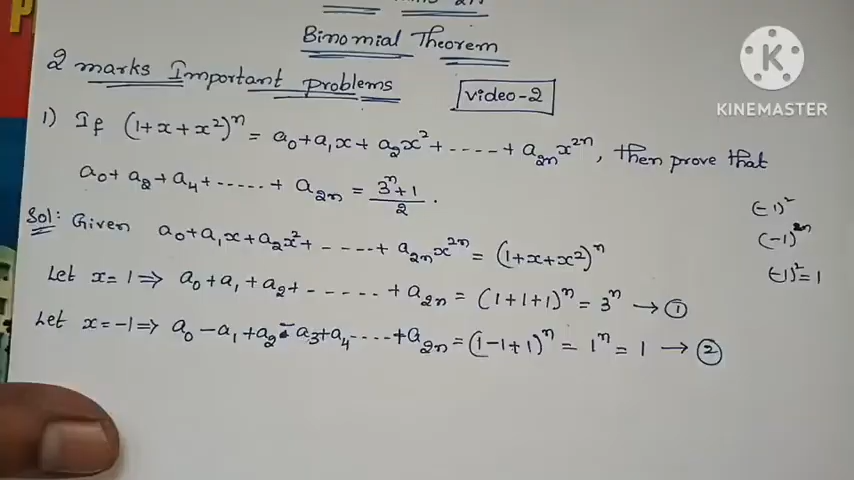 Binomial Theorem
2 marks Important problems
video-2
1) If (1+x+x²)ⁿ = a₀+a₁x+a₂x²+-----+a₂ₙx²ⁿ, then prove that
a₀+a₂+a₄+-----+a₂ₙ = (3ⁿ+1)/2.
(-1)²
Sol: Given a₀+a₁x+a₂x²+-----+a₂ₙx²ⁿ = (1+x+x²)ⁿ
(-1)²ⁿ
Let x=1 ⇒ a₀+a₁+a₂+------+a₂ₙ = (1+1+1)ⁿ = 3ⁿ → ①
(-1)²=1
Let x=-1 ⇒ a₀-a₁+a₂-a₃+a₄----+a₂ₙ = (1-1+1)ⁿ = 1ⁿ = 1 → ②
KINEMASTER